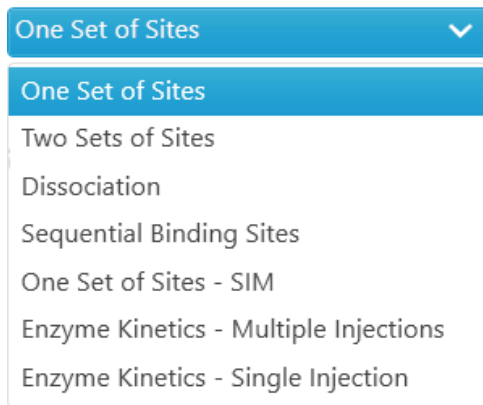 One Set of Sites
One Set of Sites
Two Sets of Sites
Dissociation
Sequential Binding Sites
One Set of Sites - SIM
Enzyme Kinetics - Multiple Injections
Enzyme Kinetics - Single Injection